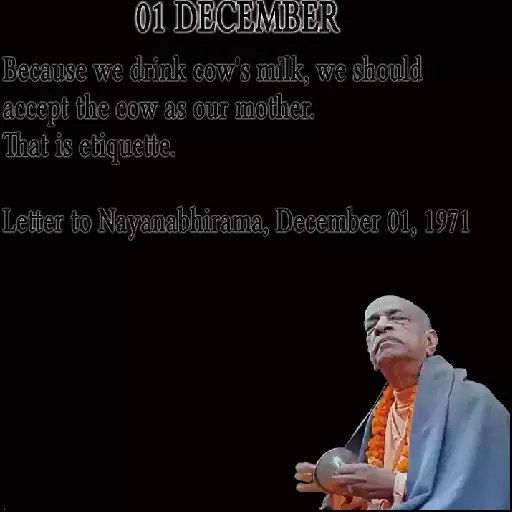 01 DECEMBER
Because we drink cow's milk, we should
accept the cow as our mother.
That is etiquette.
Letter to Nayanabhirama, December 01, 1971